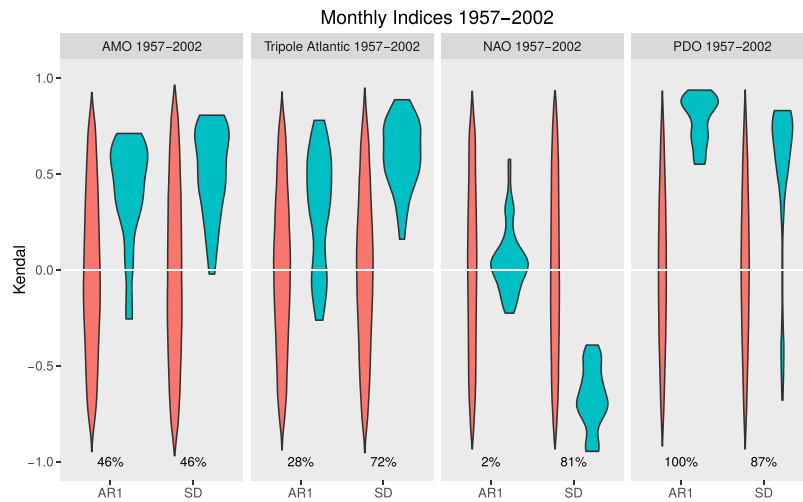 Monthly Indices 1957−2002
AMO 1957−2002
Tripole Atlantic 1957−2002
NAO 1957−2002
PDO 1957−2002
Kendal
1.0
0.5
0.0
−0.5
−1.0
46% 46% 28% 72% 2% 81% 100% 87%
AR1 SD AR1 SD AR1 SD AR1 SD